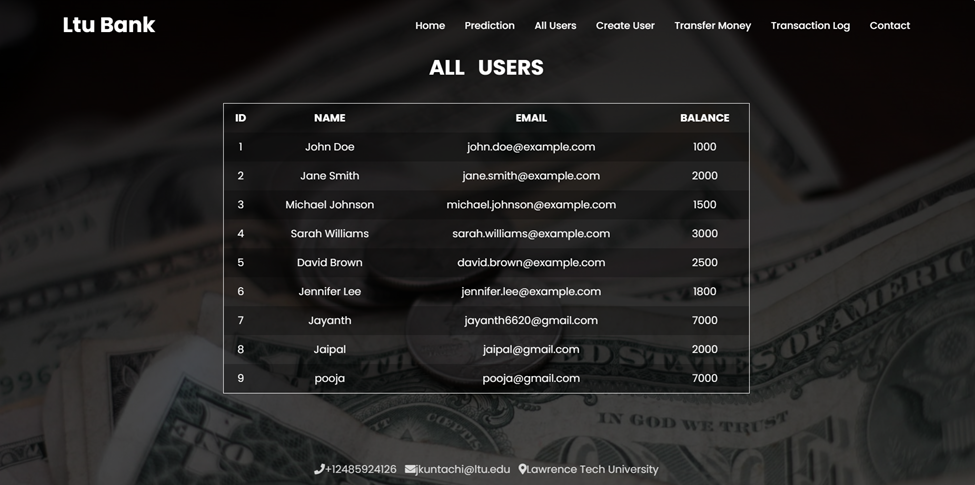 Ltu Bank
Home Prediction All Users Create User Transfer Money Transaction Log Contact
ALL USERS
ID NAME EMAIL BALANCE
1 John Doe john.doe@example.com 1000
2 Jane Smith jane.smith@example.com 2000
3 Michael Johnson michael.johnson@example.com 1500
4 Sarah Williams sarah.williams@example.com 3000
5 David Brown david.brown@example.com 2500
6 Jennifer Lee jennifer.lee@example.com 1800
7 Jayanth jayanth6620@gmail.com 7000
8 Jaipal jaipal@gmail.com 2000
9 pooja pooja@gmail.com 7000
IN GOD WE TRUST
+12485924126 jkuntachi@ltu.edu Lawrence Tech University